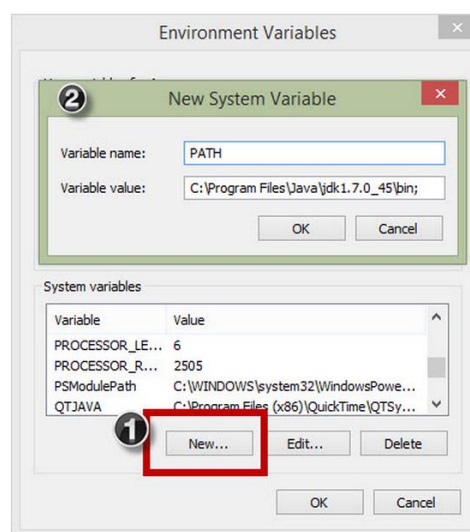 Environment Variables
2
New System Variable
Variable name:
PATH
Variable value:
C:\Program Files\Java\jdk1.7.0_45\bin;
OK
Cancel
System variables
Variable Value
PROCESSOR_LE... 6
PROCESSOR_R... 2505
PSModulePath C:\WINDOWS\system32\WindowsPowe...
QTJAVA C:\Program Files (x86)\QuickTime\QTSy...
1
New... Edit... Delete
OK Cancel